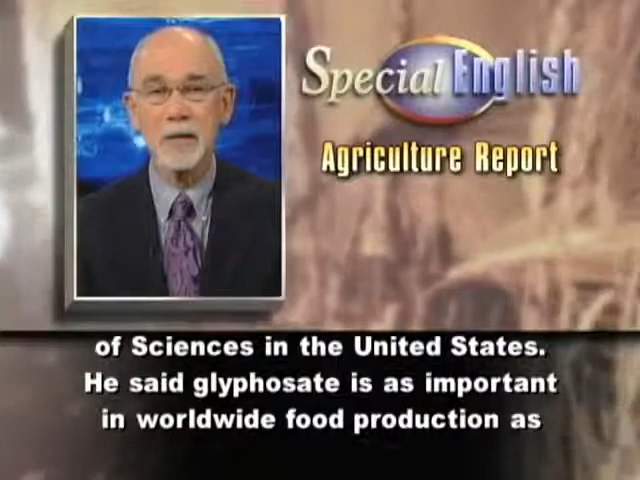 Special English
Agriculture Report
of Sciences in the United States.
He said glyphosate is as important
in worldwide food production as